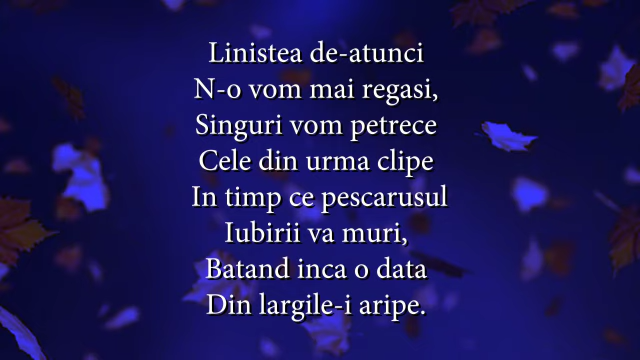 Linistea de-atunci
N-o vom mai regasi,
Singuri vom petrece
Cele din urma clipe
In timp ce pescarusul
Iubirii va muri,
Batand inca o data
Din largile-i aripe.